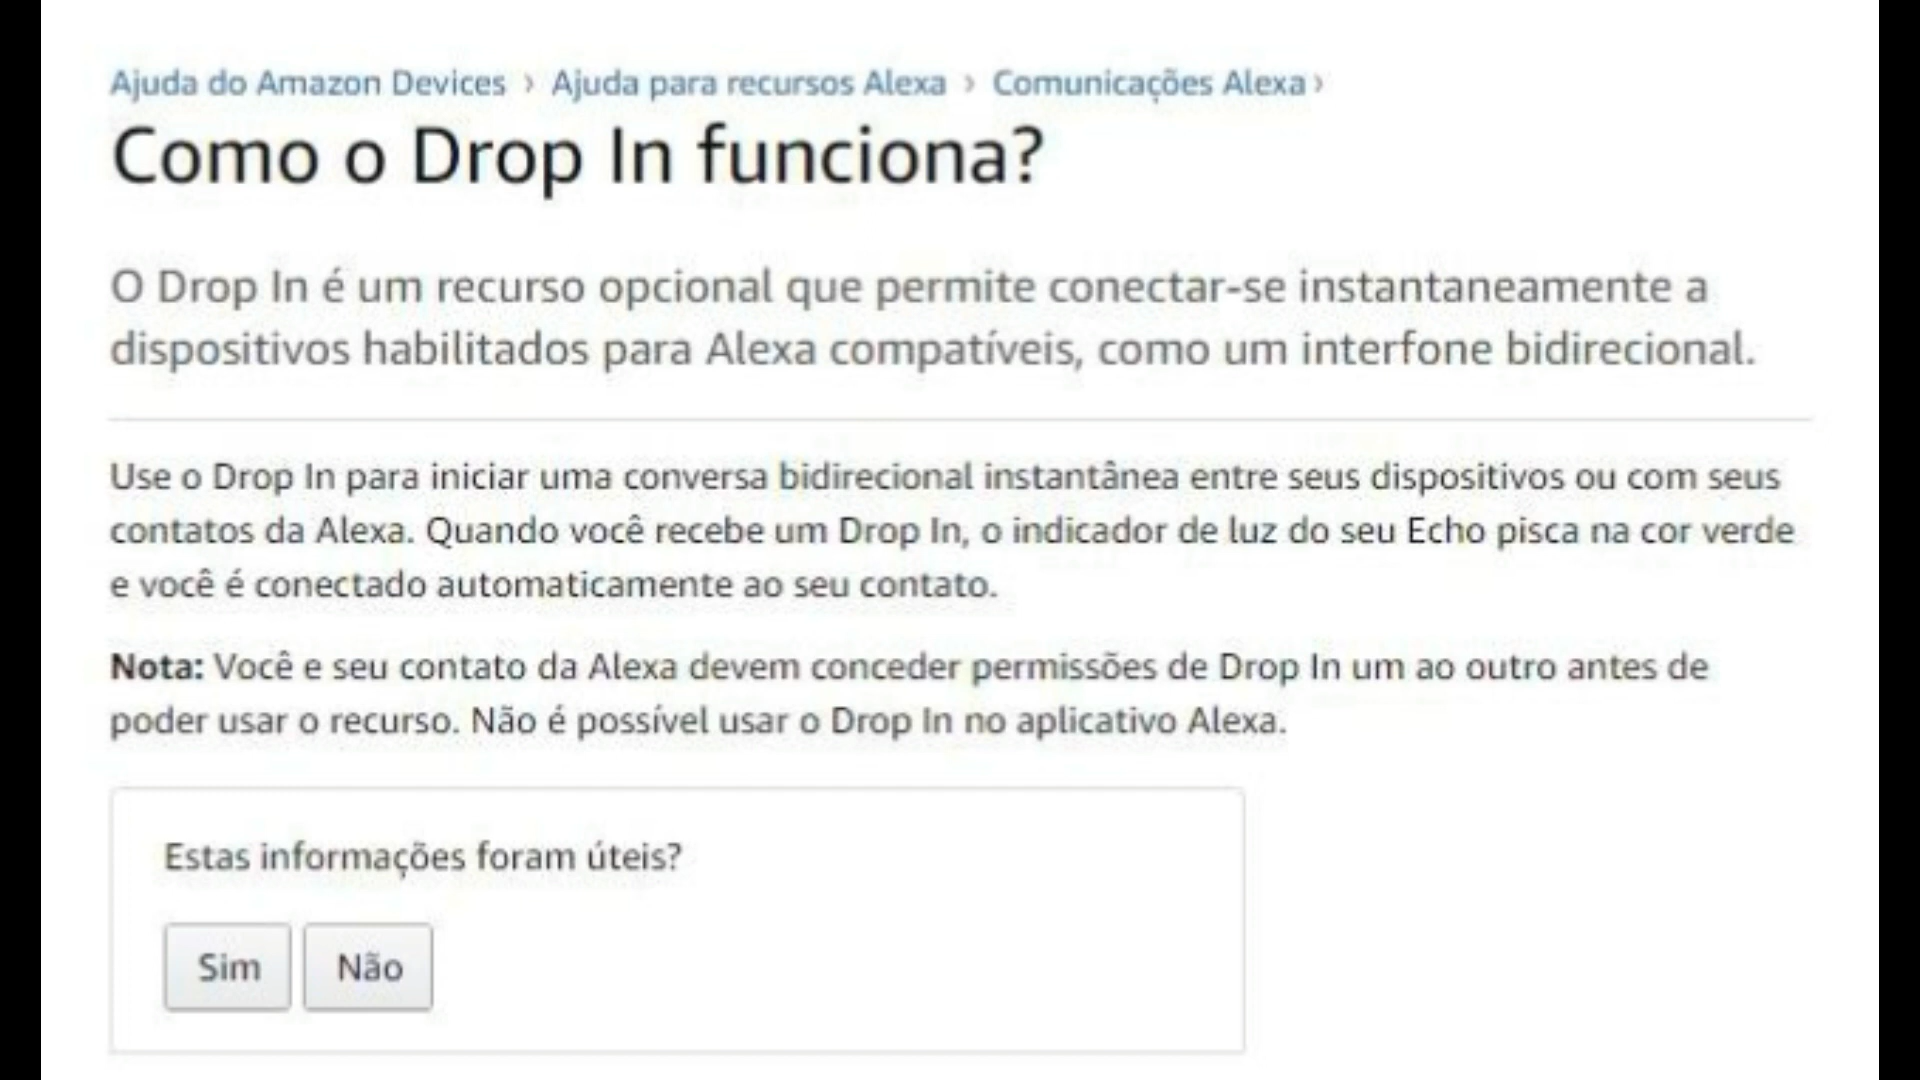 Ajuda do Amazon Devices › Ajuda para recursos Alexa › Comunicações Alexa ›
Como o Drop In funciona?
O Drop In é um recurso opcional que permite conectar-se instantaneamente a
dispositivos habilitados para Alexa compatíveis, como um interfone bidirecional.
Use o Drop In para iniciar uma conversa bidirecional instantânea entre seus dispositivos ou com seus
contatos da Alexa. Quando você recebe um Drop In, o indicador de luz do seu Echo pisca na cor verde
e você é conectado automaticamente ao seu contato.
Nota: Você e seu contato da Alexa devem conceder permissões de Drop In um ao outro antes de
poder usar o recurso. Não é possível usar o Drop In no aplicativo Alexa.
Estas informações foram úteis?
Sim Não